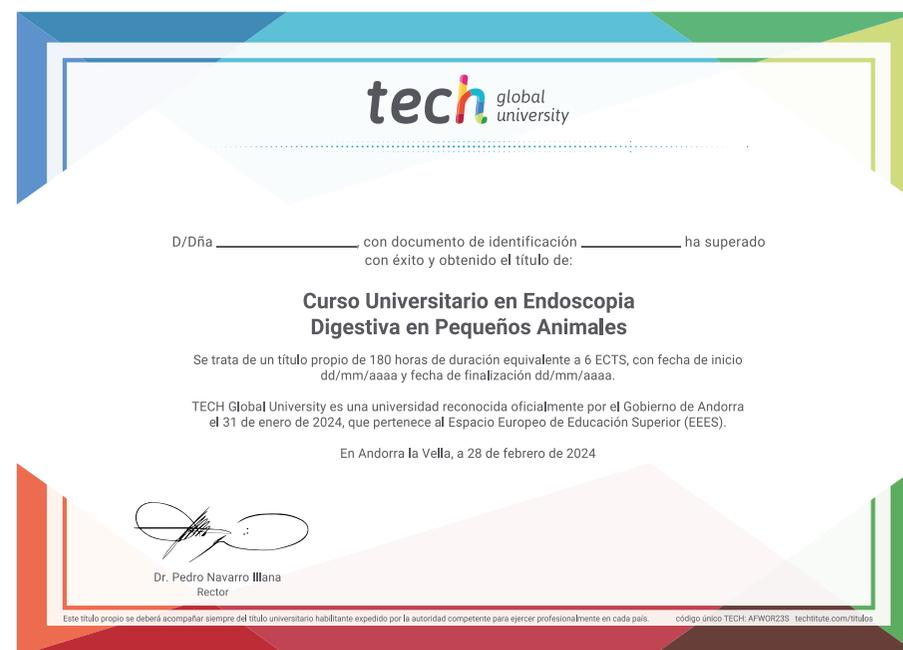 tech global
university
D/Dña ____________, con documento de identificación ____________ ha superado
con éxito y obtenido el título de:
Curso Universitario en Endoscopia
Digestiva en Pequeños Animales
Se trata de un título propio de 180 horas de duración equivalente a 6 ECTS, con fecha de inicio
dd/mm/aaaa y fecha de finalización dd/mm/aaaa.
TECH Global University es una universidad reconocida oficialmente por el Gobierno de Andorra
el 31 de enero de 2024, que pertenece al Espacio Europeo de Educación Superior (EEES).
En Andorra la Vella, a 28 de febrero de 2024
Dr. Pedro Navarro Illana
Rector
Este título propio se deberá acompañar siempre del título universitario habilitante expedido por la autoridad competente para ejercer profesionalmente en cada país. código único TECH: AFWOR23S techtitute.com/titulos